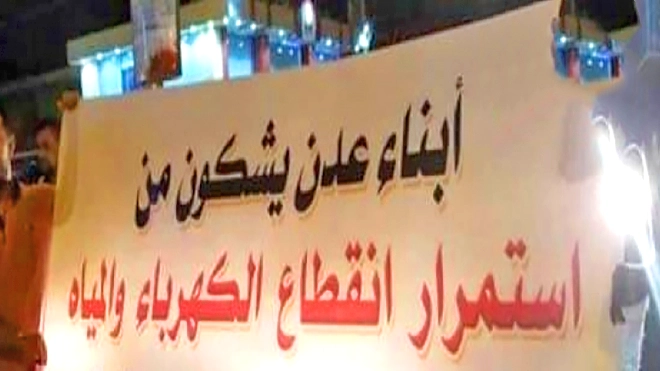 أبناء عدن يشكون من
استمرار انقطاع الكهرباء والمياه